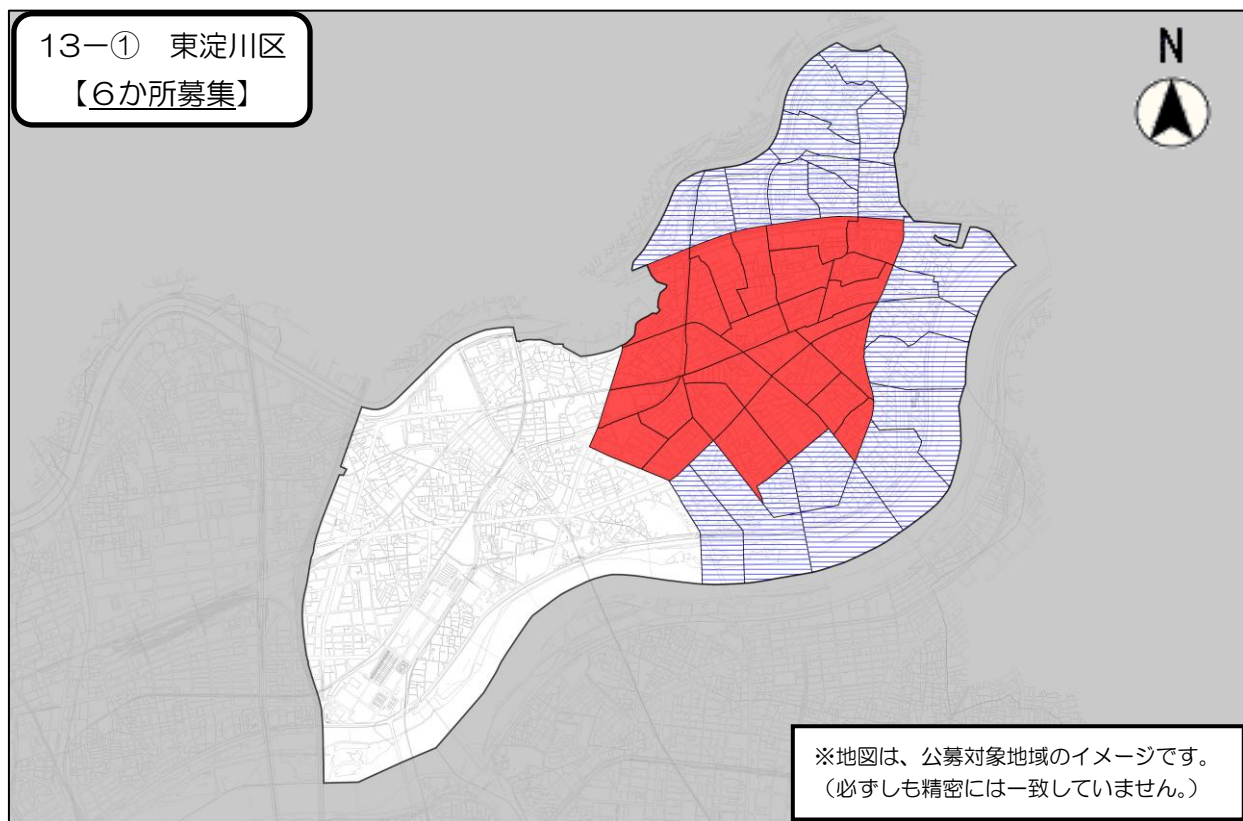 13-① 東淀川区
【6か所募集】
N
※地図は、公募対象地域のイメージです。
（必ずしも精密には一致していません。）